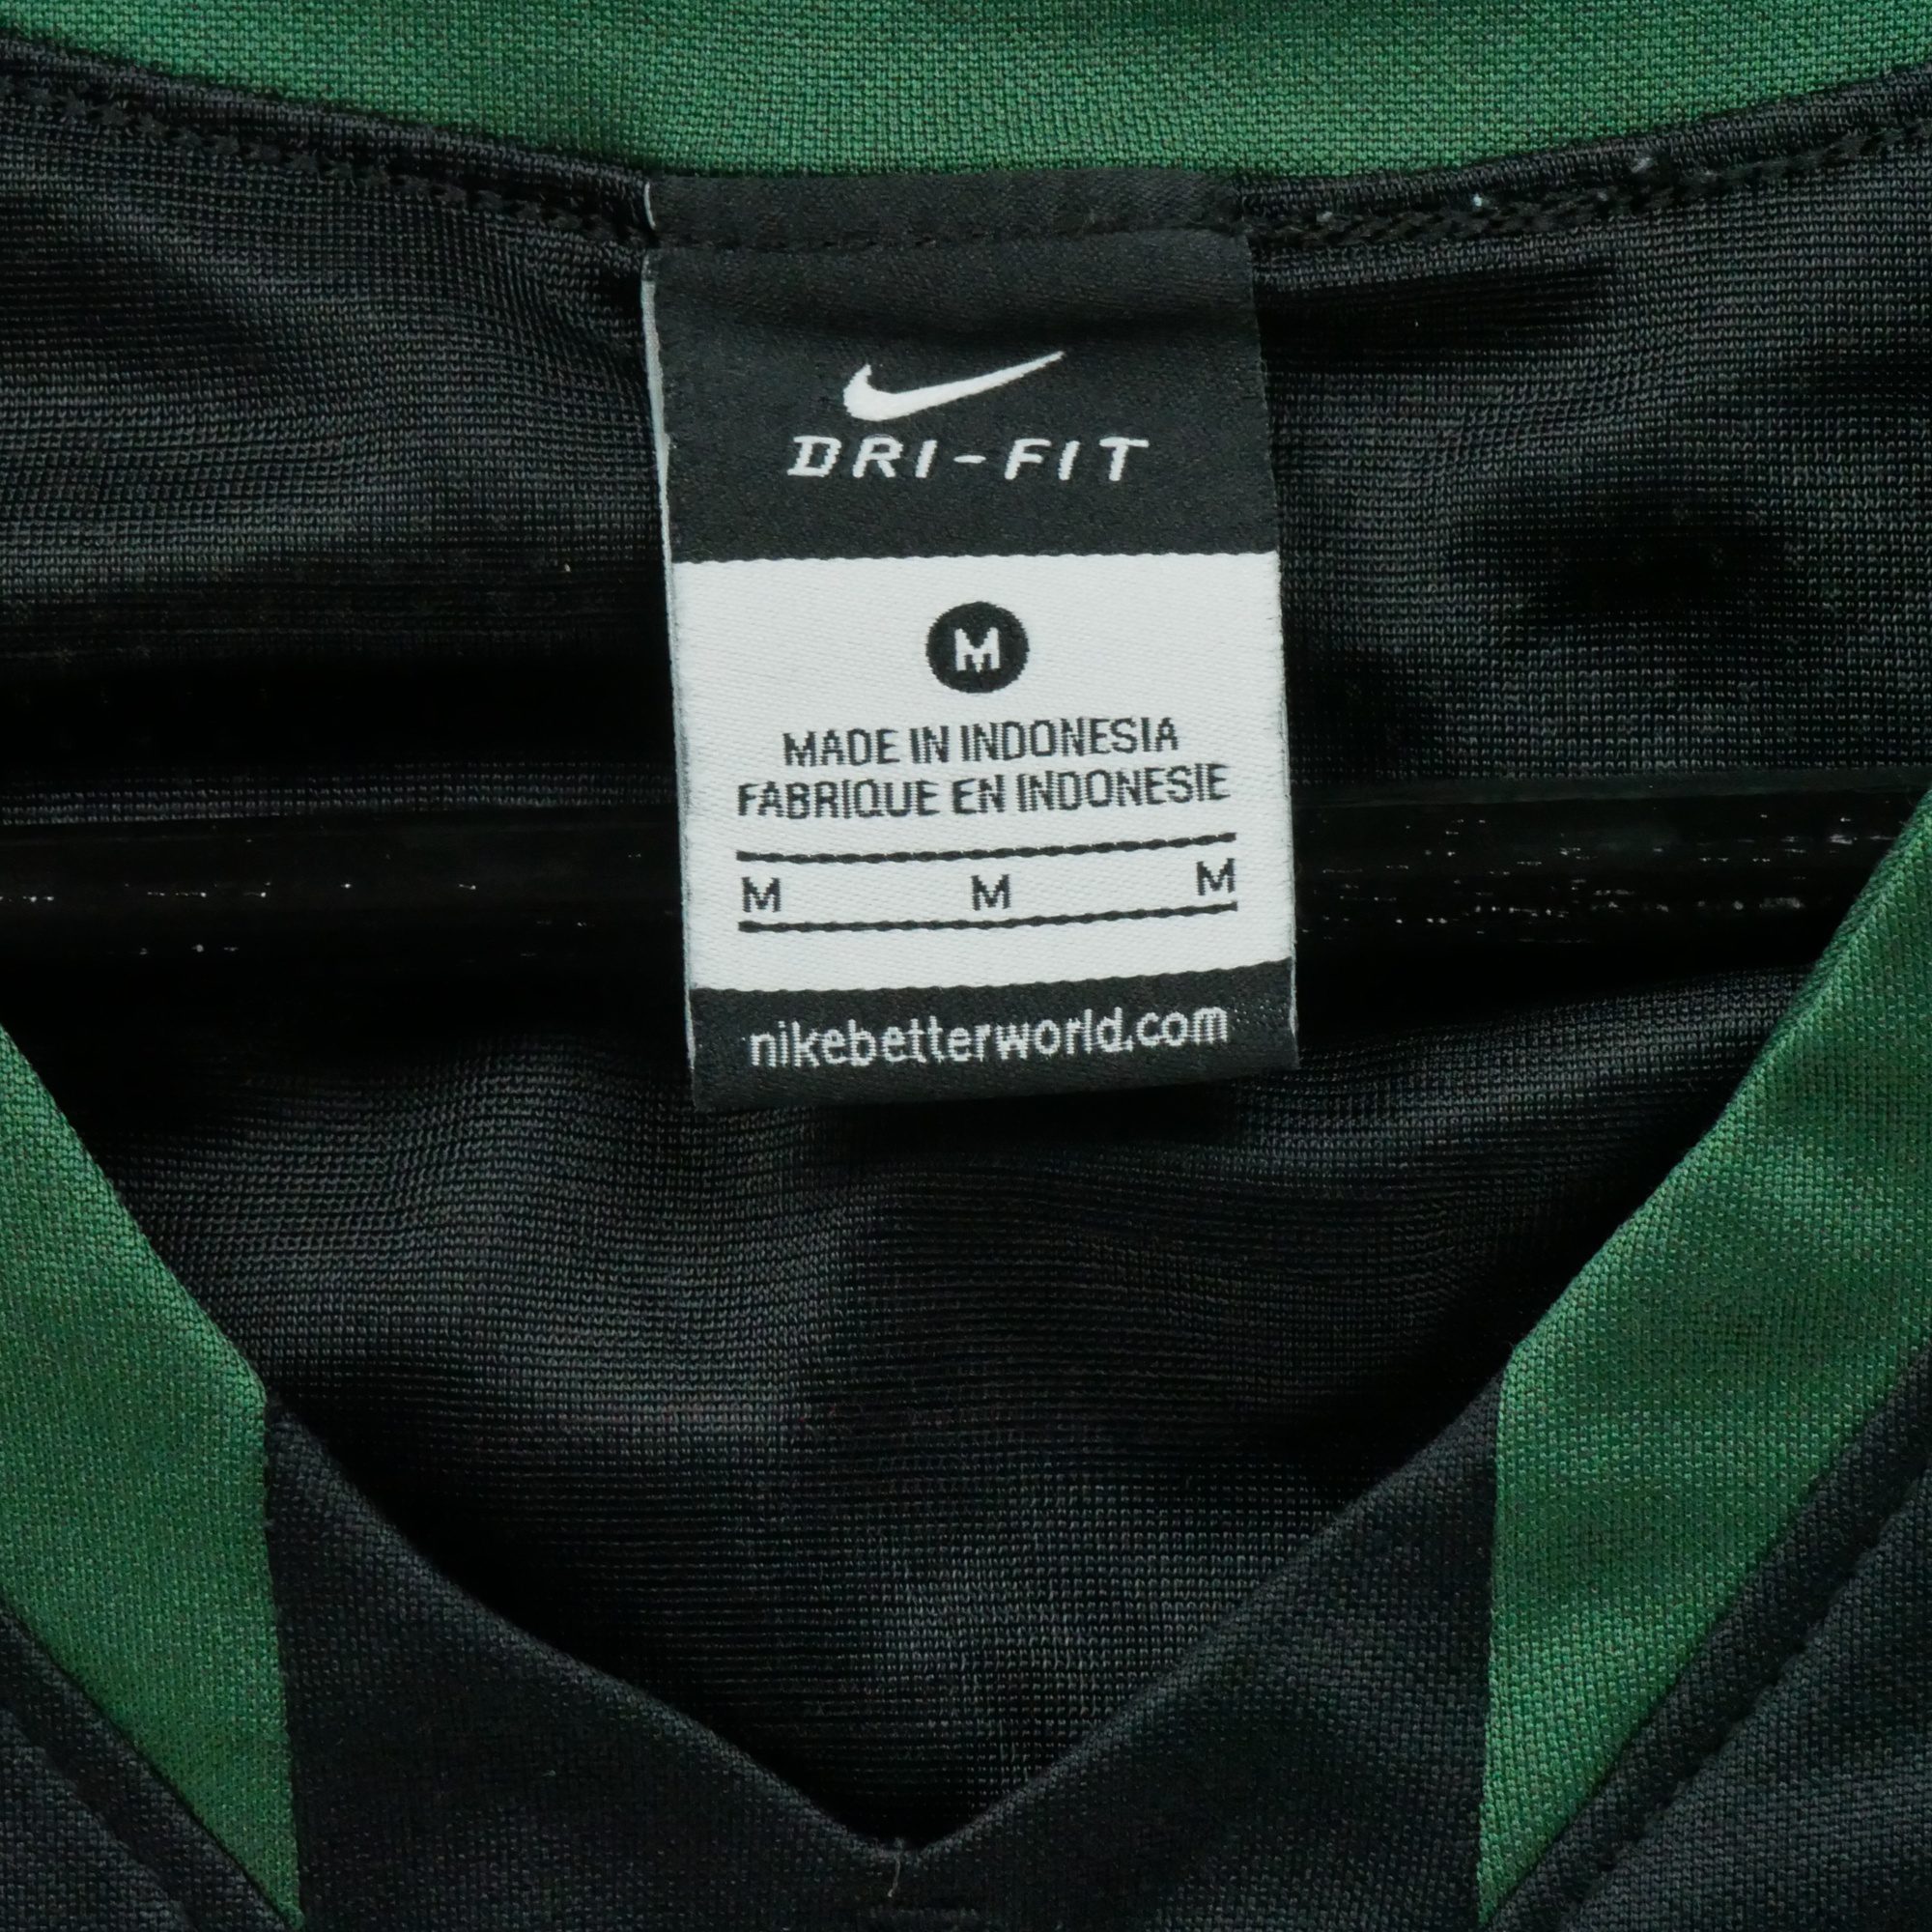 DRI-FIT
M
MADE IN INDONESIA
FABRIQUE EN INDONESIE
M M M
nikebetterworld.com